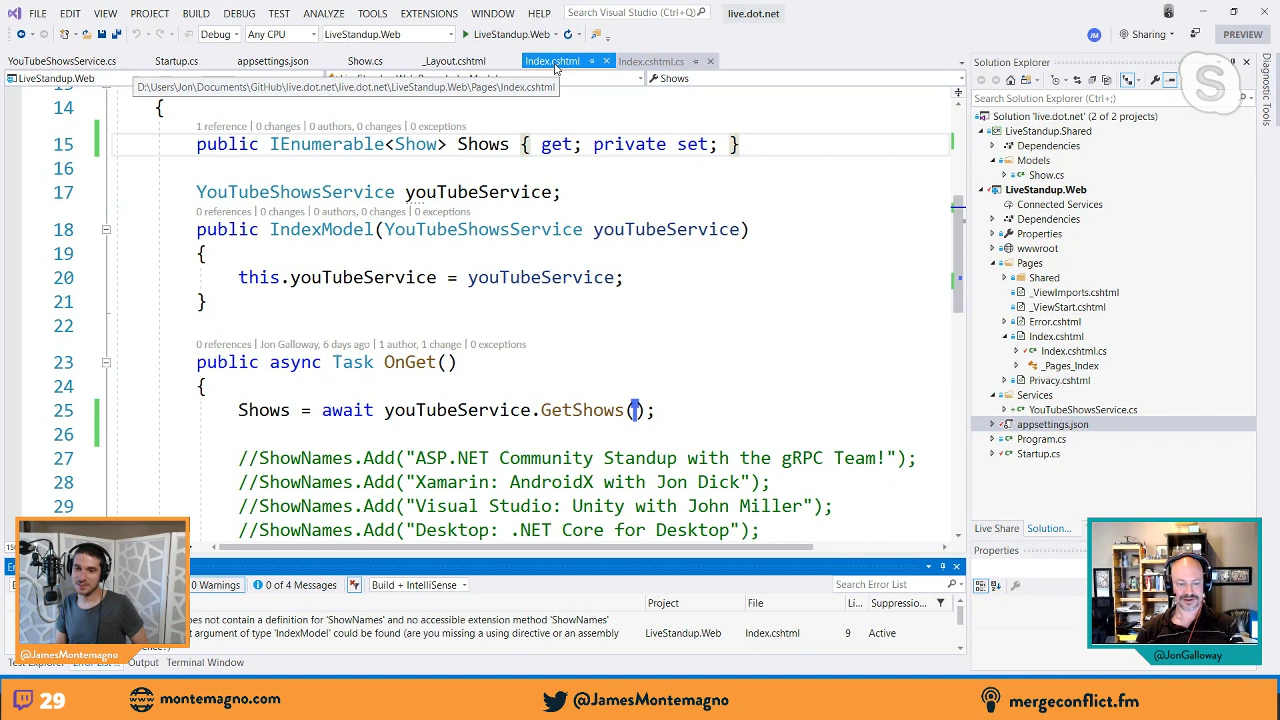 FILE EDIT VIEW PROJECT BUILD DEBUG TEST ANALYZE TOOLS EXTENSIONS WINDOW HELP Search Visual Studio (Ctrl+Q) live.dot.net
Debug Any CPU LiveStandup.Web LiveStandup.Web Sharing PREVIEW
YouTubeShowsService.cs Startup.cs appsettings.json Show.cs _Layout.cshtml Index.cshtml Index.cshtml.cs Solution Explorer
LiveStandup.Web Shows
D:\Users\Jon\Documents\GitHub\live.dot.net\live.dotnet\LiveStandup.Web\Pages\Index.cshtml
14 {
1 reference | 0 changes | 0 authors, 0 changes | 0 exceptions
15 public IEnumerable<Show> Shows { get; private set; }
16
17 YouTubeShowsService youTubeService;
0 references | 0 changes | 0 authors, 0 changes | 0 exceptions
18 public IndexModel(YouTubeShowsService youTubeService)
19 {
20 this.youTubeService = youTubeService;
21 }
22
0 references | Jon Galloway, 6 days ago | 1 author, 1 change | 0 exceptions
23 public async Task OnGet()
24 {
25 Shows = await youTubeService.GetShows();
26
27 //ShowNames.Add("ASP.NET Community Standup with the gRPC Team!");
28 //ShowNames.Add("Xamarin: AndroidX with Jon Dick");
29 //ShowNames.Add("Visual Studio: Unity with John Miller");
//ShowNames.Add("Desktop: .NET Core for Desktop");
Search Solution Explorer (Ctrl+;)
Solution 'live.dot.net' (2 of 2 projects)
LiveStandup.Shared
Dependencies
Models
Show.cs
LiveStandup.Web
Connected Services
Dependencies
Properties
wwwroot
Pages
Shared
_ViewImports.cshtml
_ViewStart.cshtml
Error.cshtml
Index.cshtml
Index.cshtml.cs
_Pages_Index
Privacy.cshtml
Services
YouTubeShowsService.cs
appsettings.json
Program.cs
Startup.cs
Live Share Solution...
Properties
Diagnostic Tools
0 Warnings 0 of 4 Messages Build + IntelliSense Search Error List
Project File Li... Suppressio...
oes not contain a definition for 'ShowNames' and no accessible extension method 'ShowNames'
argument of type 'IndexModel' could be found (are you missing a using directive or an assembly LiveStandup.Web Index.cshtml 9 Active
Test Explorer Error List Output Terminal Window
@JamesMontemagno
@JonGalloway
29 montemagno.com @JamesMontemagno mergeconflict.fm